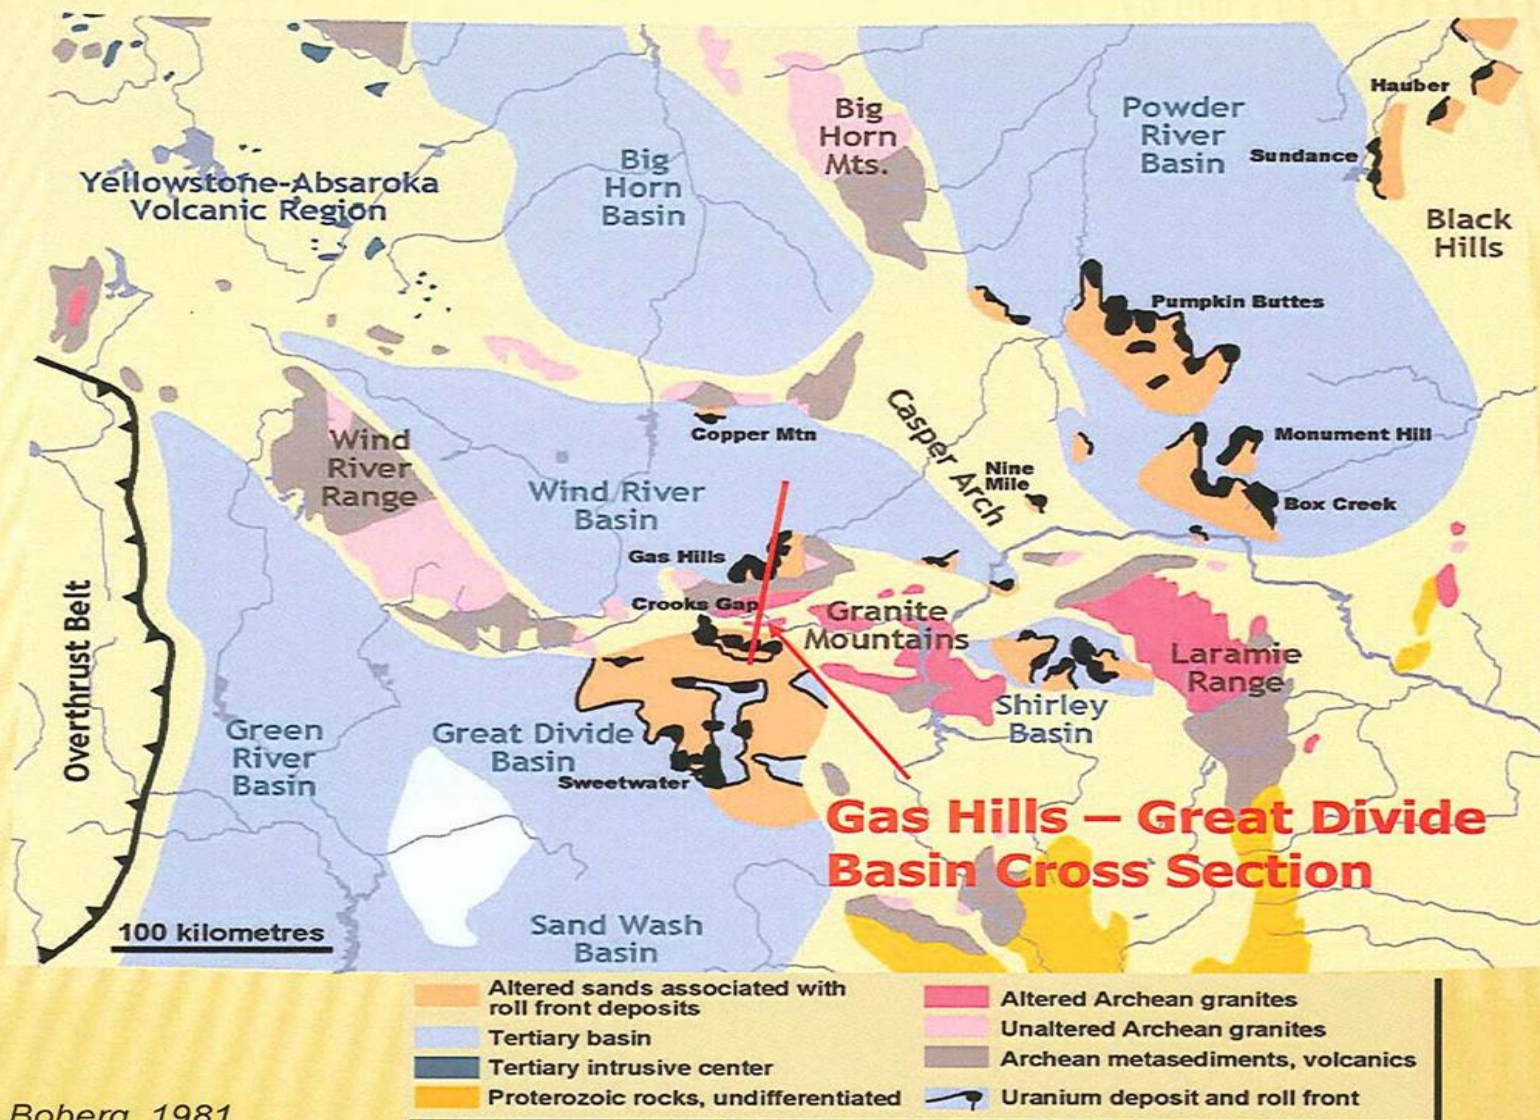 Hauber
Big
Horn
Mts.
Powder
River
Basin
Sundance
Big
Horn
Basin
Yellowstone-Absaroka
Volcanic Region
Black
Hills
Pumpkin Buttes
Casper Arch
Copper Mtn
Monument Hill
Wind
River
Range
Nine
Mile
Wind River
Basin
Box Creek
Gas Hills
Crooks Gap
Granite
Mountains
Overthrust Belt
Laramie
Range
Shirley
Basin
Green
River
Basin
Great Divide
Basin
Sweetwater
Gas Hills – Great Divide
Basin Cross Section
100 kilometres
Sand Wash
Basin
Altered sands associated with
roll front deposits
Tertiary basin
Tertiary intrusive center
Proterozoic rocks, undifferentiated
Altered Archean granites
Unaltered Archean granites
Archean metasediments, volcanics
Uranium deposit and roll front
Boberg, 1981